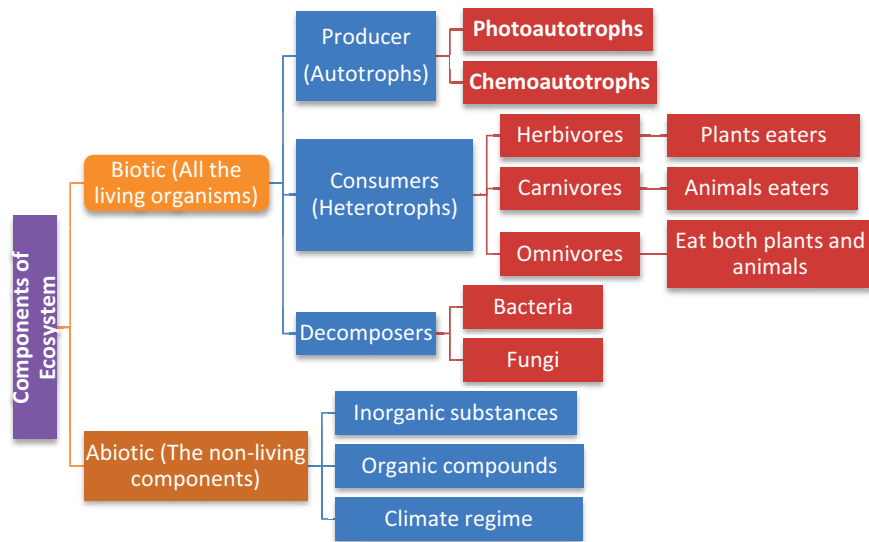 Components of
Ecosystem
Biotic (All the
living organisms)
Producer
(Autotrophs)
Photoautotrophs
Chemoautotrophs
Consumers
(Heterotrophs)
Herbivores
Plants eaters
Carnivores
Animals eaters
Omnivores
Eat both plants and
animals
Decomposers
Bacteria
Fungi
Abiotic (The non-living
components)
Inorganic substances
Organic compounds
Climate regime